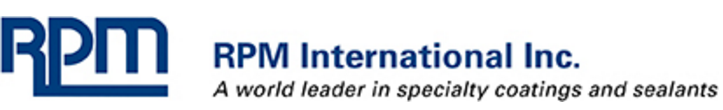 RPM
RPM International Inc.
A world leader in specialty coatings and sealants